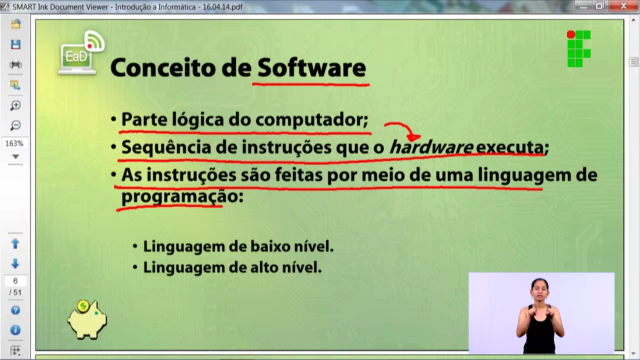 SMART Ink Document Viewer - Introdução a Informática - 16.04.14.pdf
EaD
Conceito de Software
• Parte lógica do computador;
• Sequência de instruções que o hardware executa;
• As instruções são feitas por meio de uma linguagem de
programação:
• Linguagem de baixo nível.
• Linguagem de alto nível.
163%
6
/ 51
$